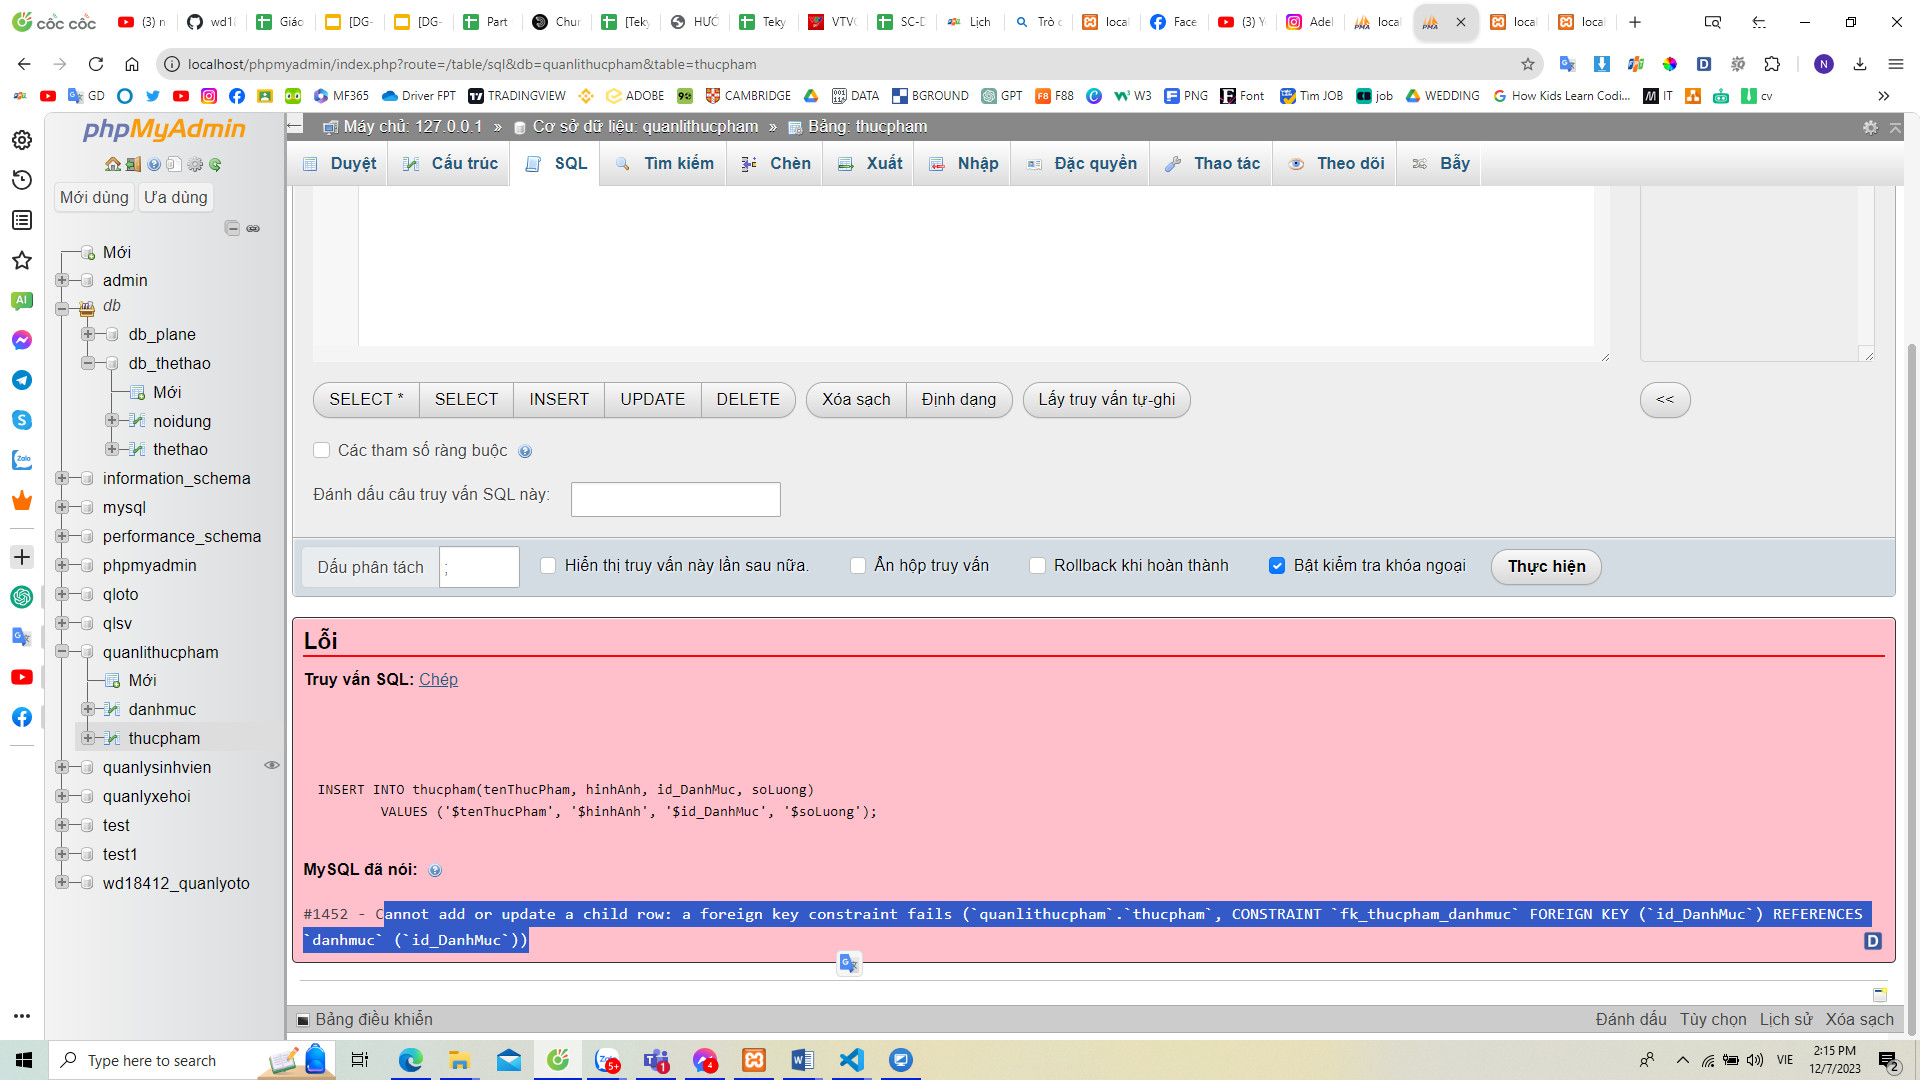 cốc cốc
(3) n
wd18
Giáo
[DG-
[DG-
Part
Chur
[Teky
HƯỚ
Teky
VTVC
SC-D
Lịch
Trò c
local
Face
(3) Y
Adel
local
local
local
localhost/phpmyadmin/index.php?route=/table/sql&db=quanlithucpham&table=thucpham
N
GD
MF365
Driver FPT
TRADINGVIEW
ADOBE
CAMBRIDGE
DATA
BGROUND
GPT
F88
W3
PNG
Font
Tim JOB
job
WEDDING
How Kids Learn Codi...
IT
cv
phpMyAdmin
Máy chủ: 127.0.0.1 » Cơ sở dữ liệu: quanlithucpham » Bảng: thucpham
Duyệt
Cấu trúc
SQL
Tìm kiếm
Chèn
Xuất
Nhập
Đặc quyền
Thao tác
Theo dõi
Bẫy
Mới dùng
Ưa dùng
Mới
admin
db
db_plane
db_thethao
Mới
noidung
thethao
information_schema
mysql
performance_schema
phpmyadmin
qloto
qlsv
quanlithucpham
Mới
danhmuc
thucpham
quanlysinhvien
quanlyxehoi
test
test1
wd18412_quanlyoto
SELECT *
SELECT
INSERT
UPDATE
DELETE
Xóa sạch
Định dạng
Lấy truy vấn tự-ghi
<<
Các tham số ràng buộc
Đánh dấu câu truy vấn SQL này:
Dấu phân tách
;
Hiển thị truy vấn này lần sau nữa.
Ẩn hộp truy vấn
Rollback khi hoàn thành
Bật kiểm tra khóa ngoại
Thực hiện
Lỗi
Truy vấn SQL: Chép
INSERT INTO thucpham(tenThucPham, hinhAnh, id_DanhMuc, soLuong)
VALUES ('$tenThucPham', '$hinhAnh', '$id_DanhMuc', '$soLuong');
MySQL đã nói:
#1452 - Cannot add or update a child row: a foreign key constraint fails (`quanlithucpham`.`thucpham`, CONSTRAINT `fk_thucpham_danhmuc` FOREIGN KEY (`id_DanhMuc`) REFERENCES
`danhmuc` (`id_DanhMuc`))
D
Bảng điều khiển
Đánh dấu
Tùy chọn
Lịch sử
Xóa sạch
Type here to search
5+
1
4
VIE
2:15 PM
12/7/2023
2